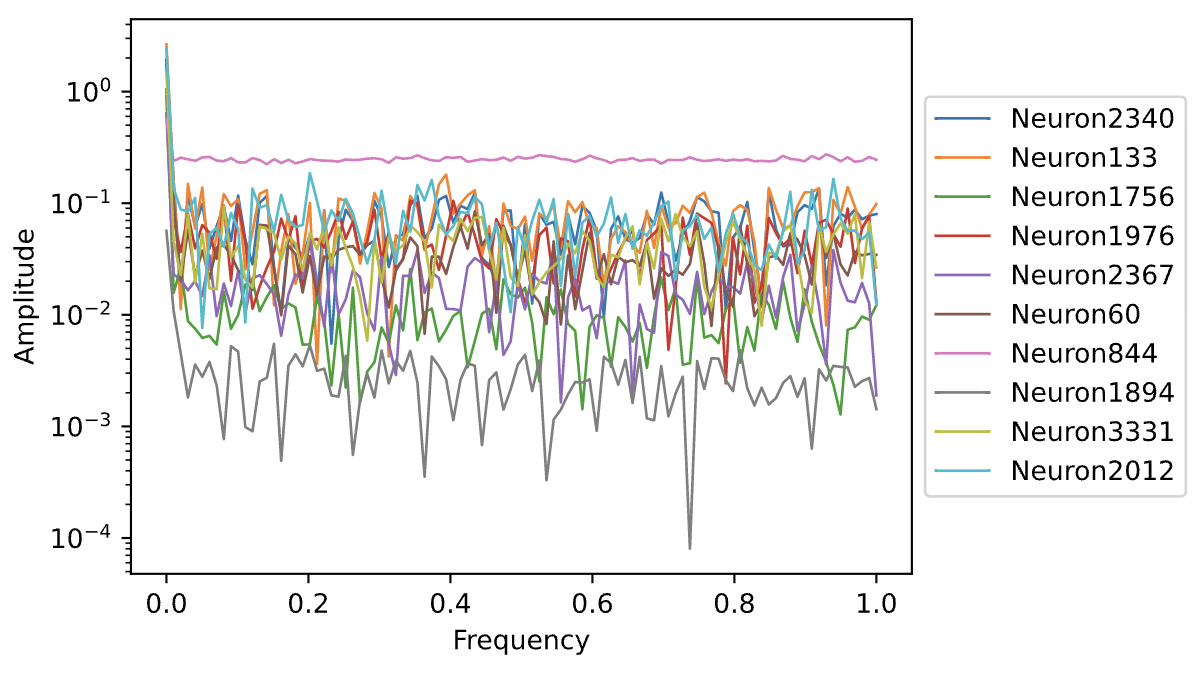 Amplitude
10⁰
10⁻¹
10⁻²
10⁻³
10⁻⁴
0.0 0.2 0.4 0.6 0.8 1.0
Frequency
Neuron2340
Neuron133
Neuron1756
Neuron1976
Neuron2367
Neuron60
Neuron844
Neuron1894
Neuron3331
Neuron2012